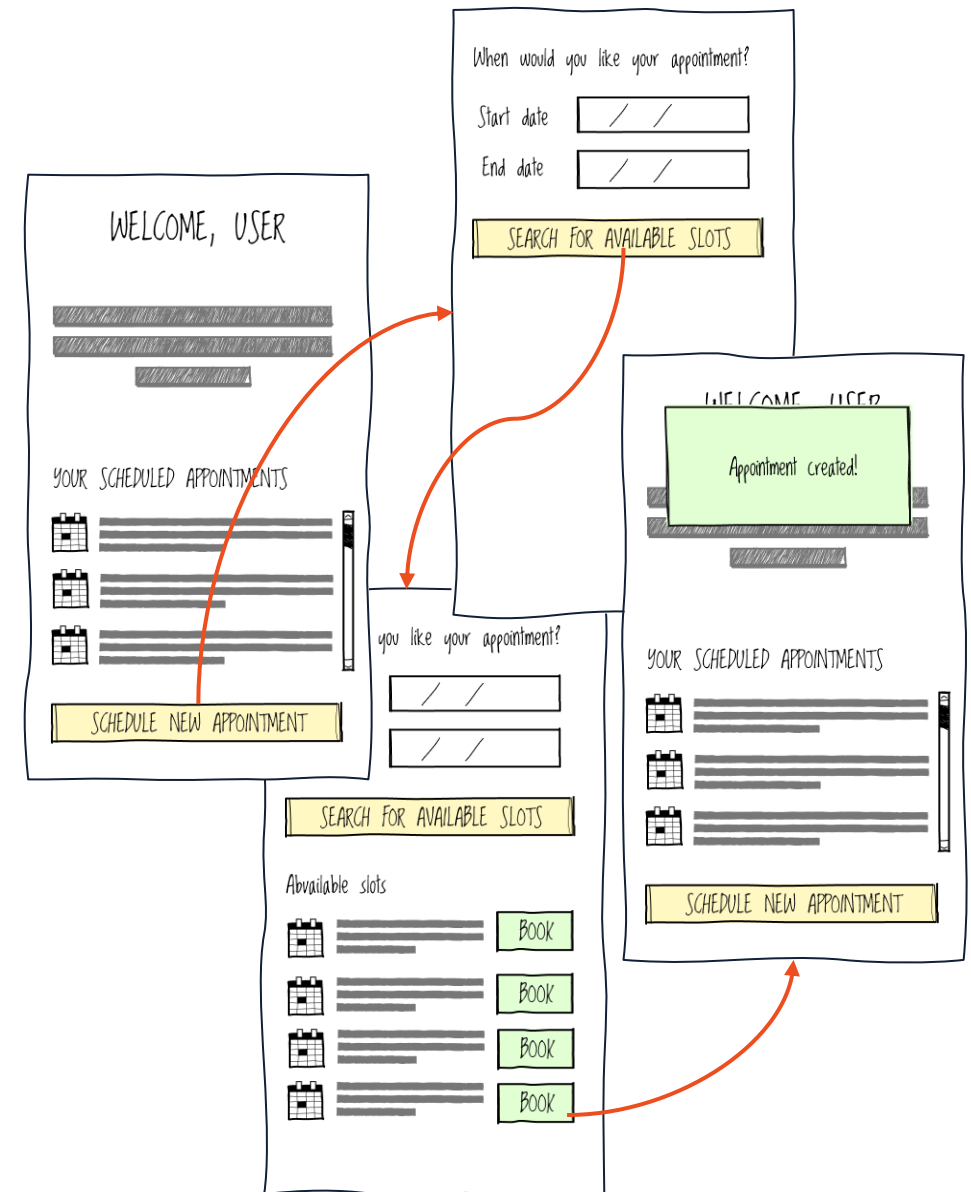 WELCOME, USER
YOUR SCHEDULED APPOINTMENTS
SCHEDULE NEW APPOINTMENT
When would you like your appointment?
Start date / /
End date / /
SEARCH FOR AVAILABLE SLOTS
you like your appointment?
/ /
/ /
SEARCH FOR AVAILABLE SLOTS
Abvailable slots
BOOK
BOOK
BOOK
BOOK
WELCOME, USER
Appointment created!
YOUR SCHEDULED APPOINTMENTS
SCHEDULE NEW APPOINTMENT